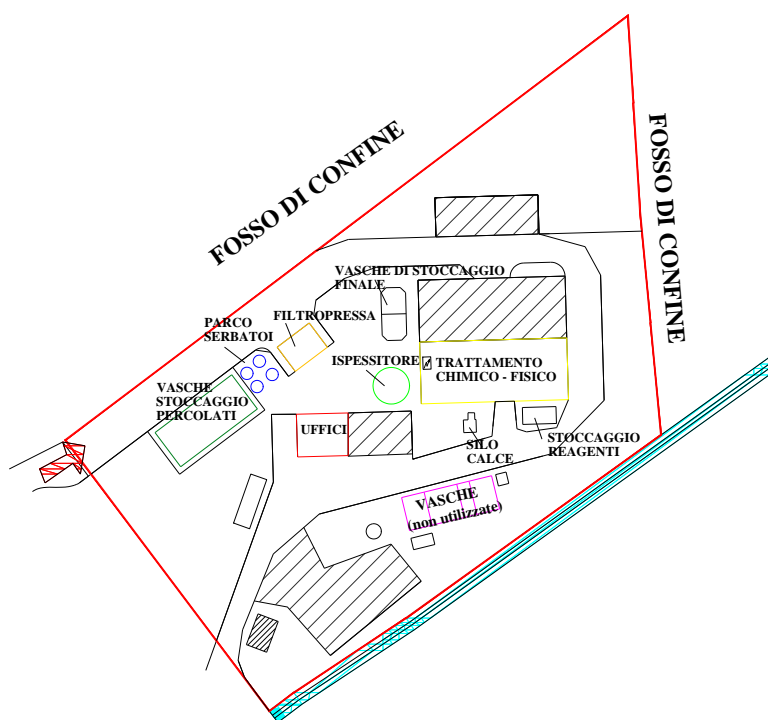 FOSSO DI CONFINE
FOSSO DI CONFINE
VASCHE DI STOCCAGGIO
FINALE
PARCO
SERBATOI
FILTROPRESSA
ISPESSITORE
TRATTAMENTO
CHIMICO - FISICO
VASCHE
STOCCAGGIO
PERCOLATI
UFFICI
SILO
CALCE
STOCCAGGIO
REAGENTI
VASCHE
(non utilizzate)